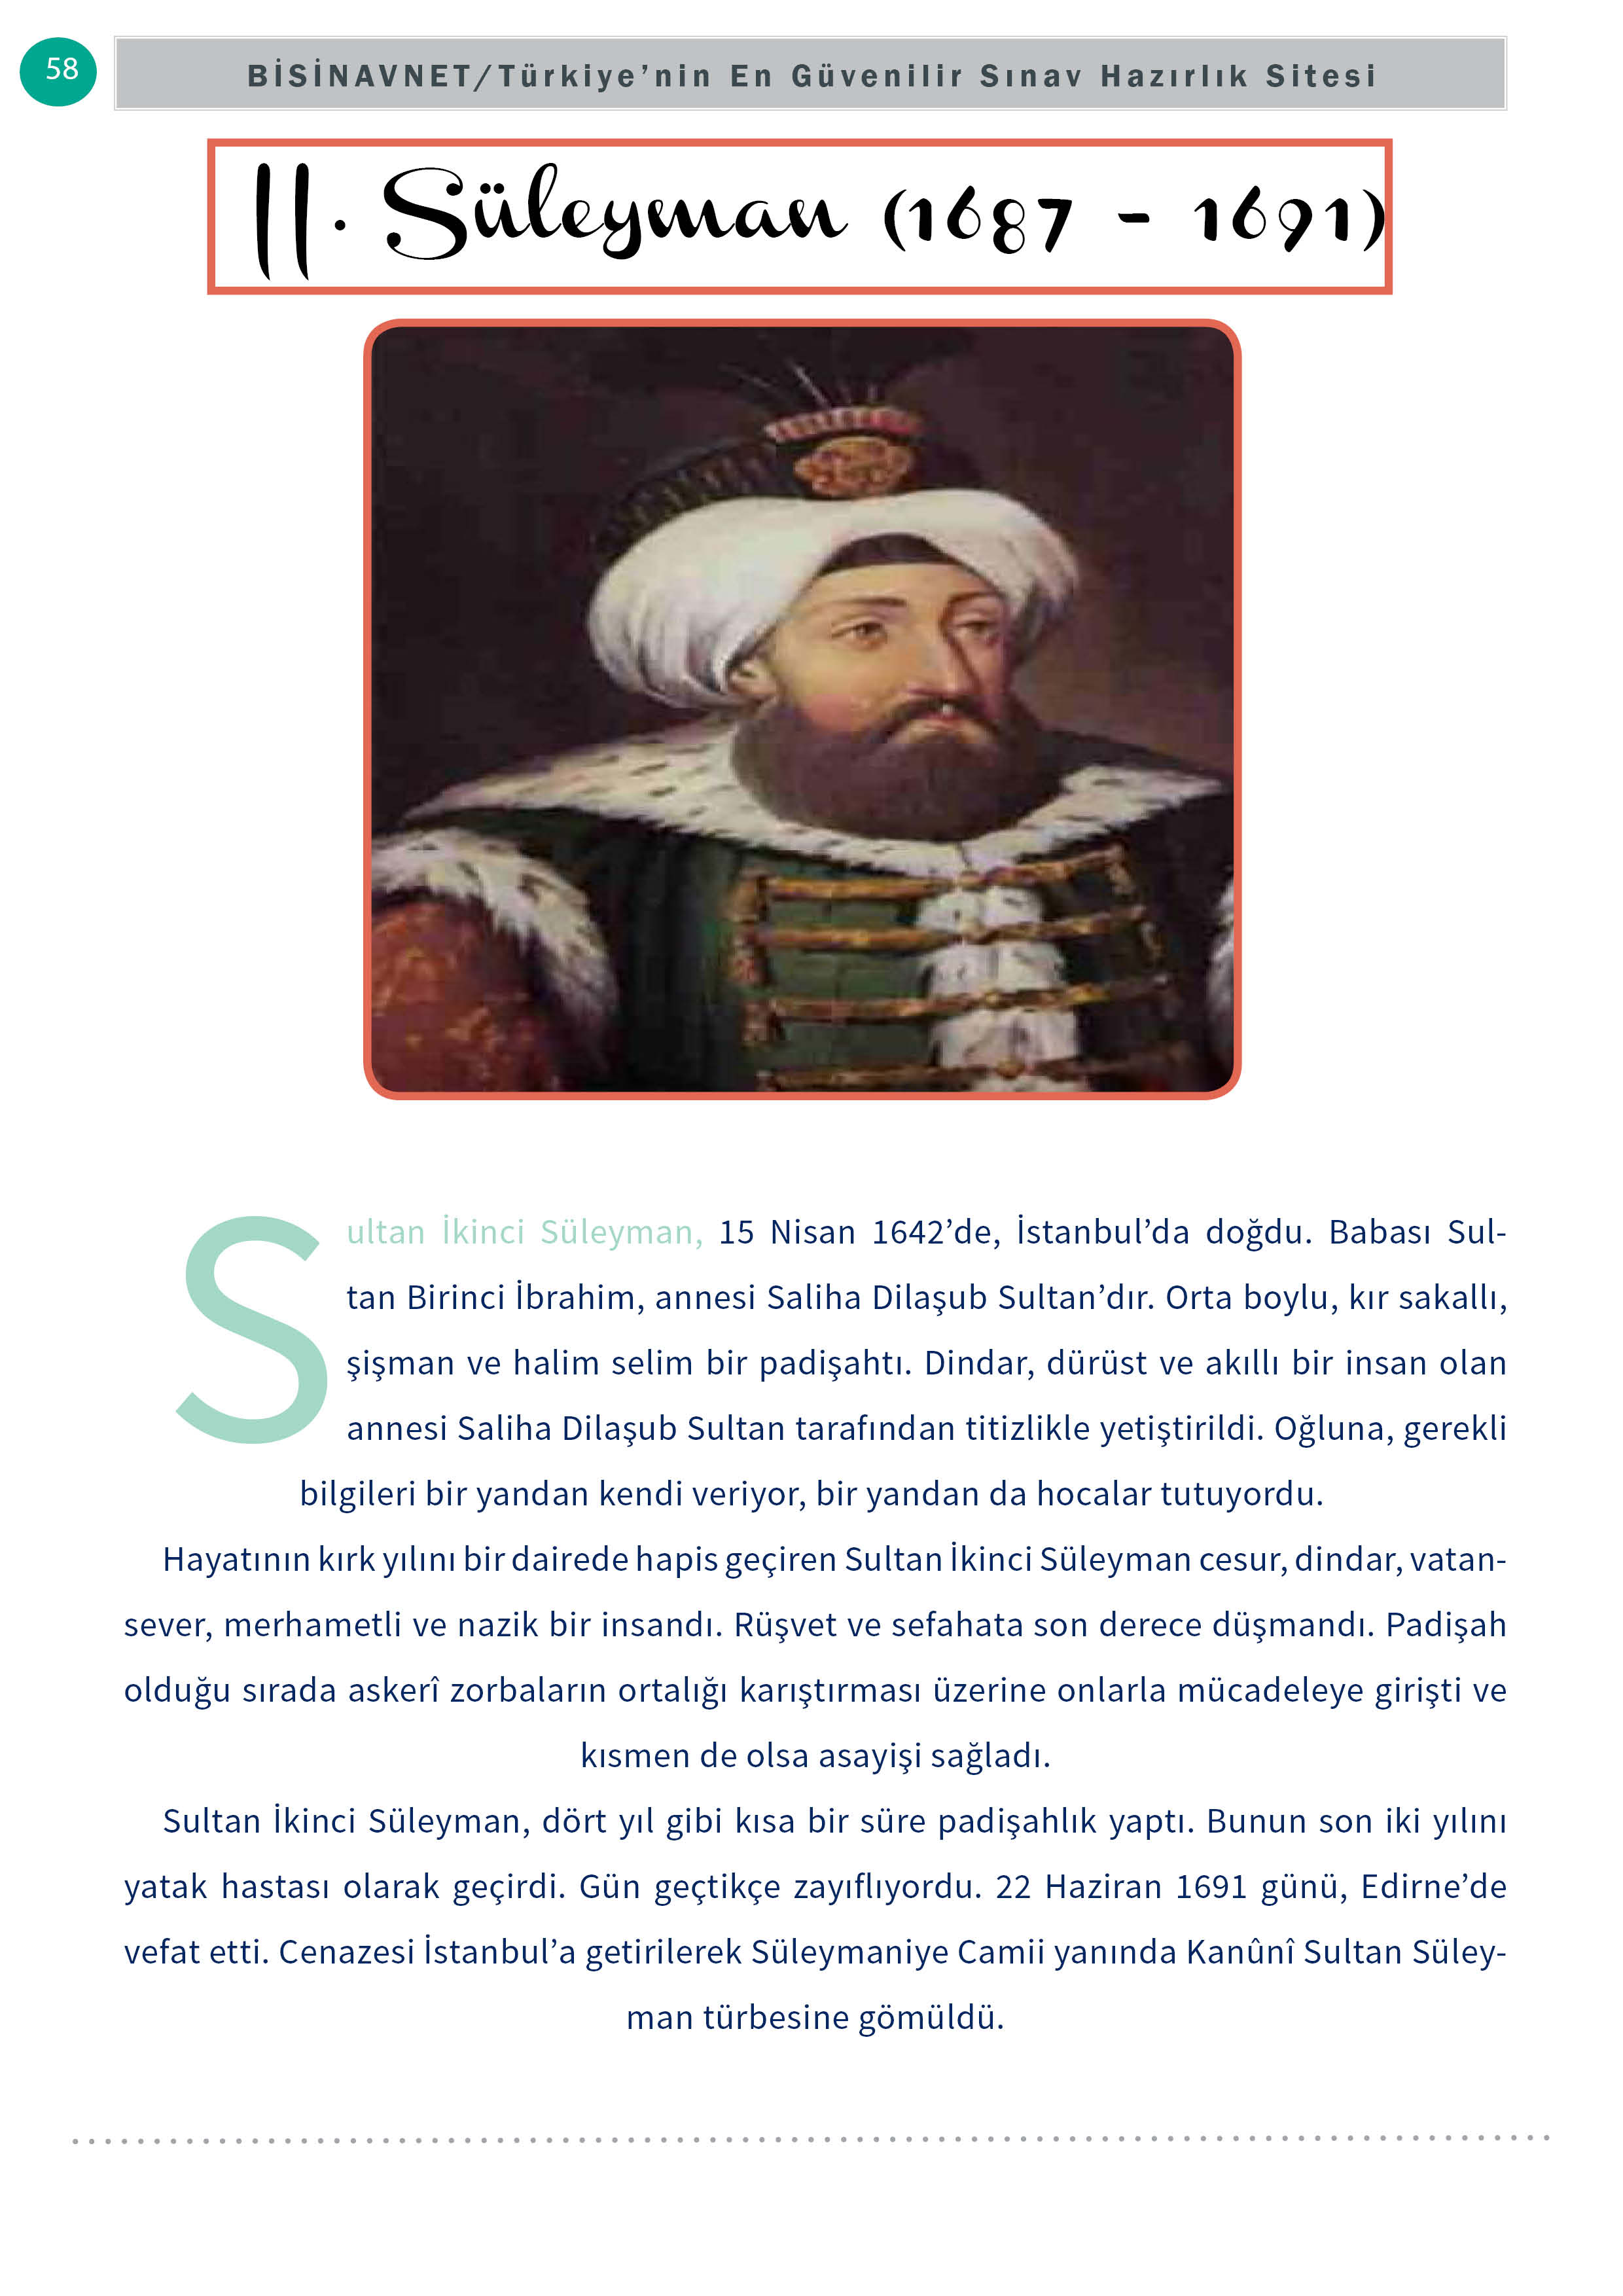 58
BİSİNAVNET/Türkiye’nin En Güvenilir Sınav Hazırlık Sitesi
II. Süleyman (1687 - 1691)
Sultan İkinci Süleyman, 15 Nisan 1642’de, İstanbul’da doğdu. Babası Sul-
tan Birinci İbrahim, annesi Saliha Dilaşub Sultan’dır. Orta boylu, kır sakallı,
şişman ve halim selim bir padişahtı. Dindar, dürüst ve akıllı bir insan olan
annesi Saliha Dilaşub Sultan tarafından titizlikle yetiştirildi. Oğluna, gerekli
bilgileri bir yandan kendi veriyor, bir yandan da hocalar tutuyordu.
Hayatının kırk yılını bir dairede hapis geçiren Sultan İkinci Süleyman cesur, dindar, vatan-
sever, merhametli ve nazik bir insandı. Rüşvet ve sefahata son derece düşmandı. Padişah
olduğu sırada askerî zorbaların ortalığı karıştırması üzerine onlarla mücadeleye girişti ve
kısmen de olsa asayişi sağladı.
Sultan İkinci Süleyman, dört yıl gibi kısa bir süre padişahlık yaptı. Bunun son iki yılını
yatak hastası olarak geçirdi. Gün geçtikçe zayıflıyordu. 22 Haziran 1691 günü, Edirne’de
vefat etti. Cenazesi İstanbul’a getirilerek Süleymaniye Camii yanında Kanûnî Sultan Süley-
man türbesine gömüldü.